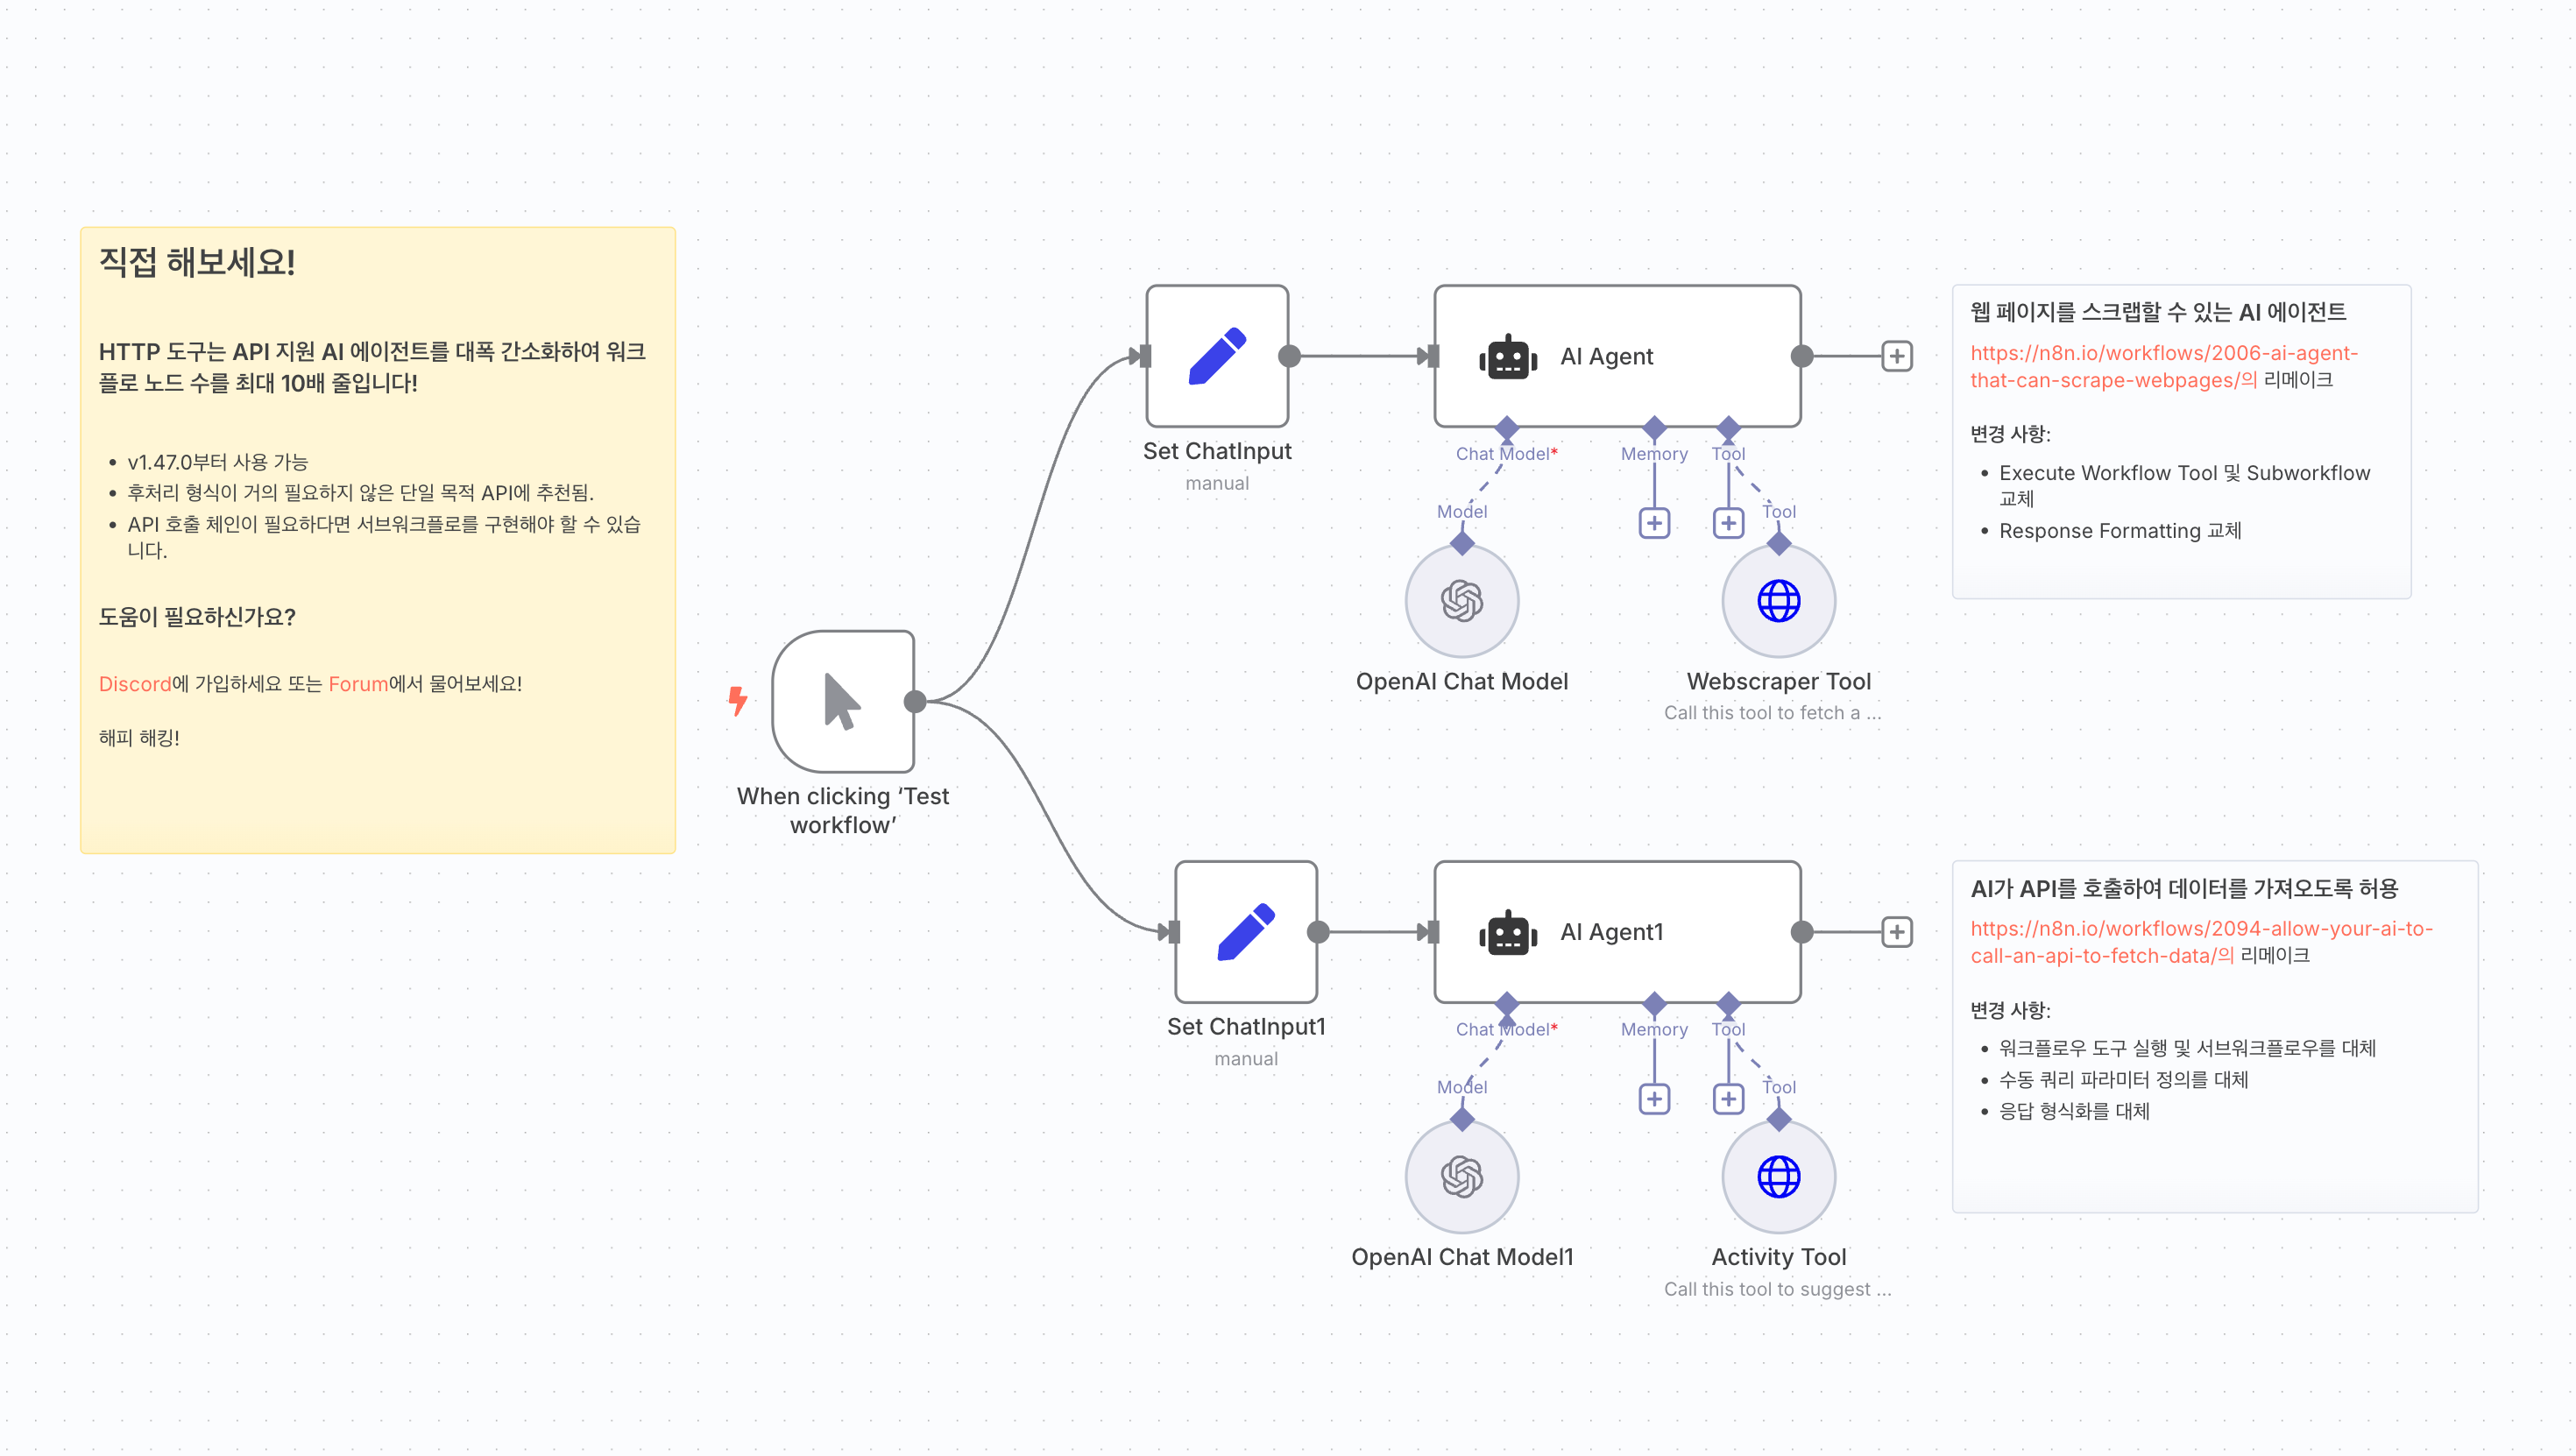 직접 해보세요!
HTTP 도구는 API 지원 AI 에이전트를 대폭 간소화하여 워크
플로 노드 수를 최대 10배 줄입니다!
• v1.47.0부터 사용 가능
• 후처리 형식이 거의 필요하지 않은 단일 목적 API에 추천됨.
• API 호출 체인이 필요하다면 서브워크플로를 구현해야 할 수 있습
니다.
도움이 필요하신가요?
Discord에 가입하세요 또는 Forum에서 물어보세요!
해피 해킹!
When clicking ‘Test
workflow’
Set ChatInput
manual
AI Agent
Chat Model*
Memory
Tool
Model
Tool
OpenAI Chat Model
Webscraper Tool
Call this tool to fetch a ...
웹 페이지를 스크랩할 수 있는 AI 에이전트
https://n8n.io/workflows/2006-ai-agent-
that-can-scrape-webpages/의 리메이크
변경 사항:
• Execute Workflow Tool 및 Subworkflow
교체
• Response Formatting 교체
Set ChatInput1
manual
AI Agent1
Chat Model*
Memory
Tool
Model
Tool
OpenAI Chat Model1
Activity Tool
Call this tool to suggest ...
AI가 API를 호출하여 데이터를 가져오도록 허용
https://n8n.io/workflows/2094-allow-your-ai-to-
call-an-api-to-fetch-data/의 리메이크
변경 사항:
• 워크플로우 도구 실행 및 서브워크플로우를 대체
• 수동 쿼리 파라미터 정의를 대체
• 응답 형식화를 대체